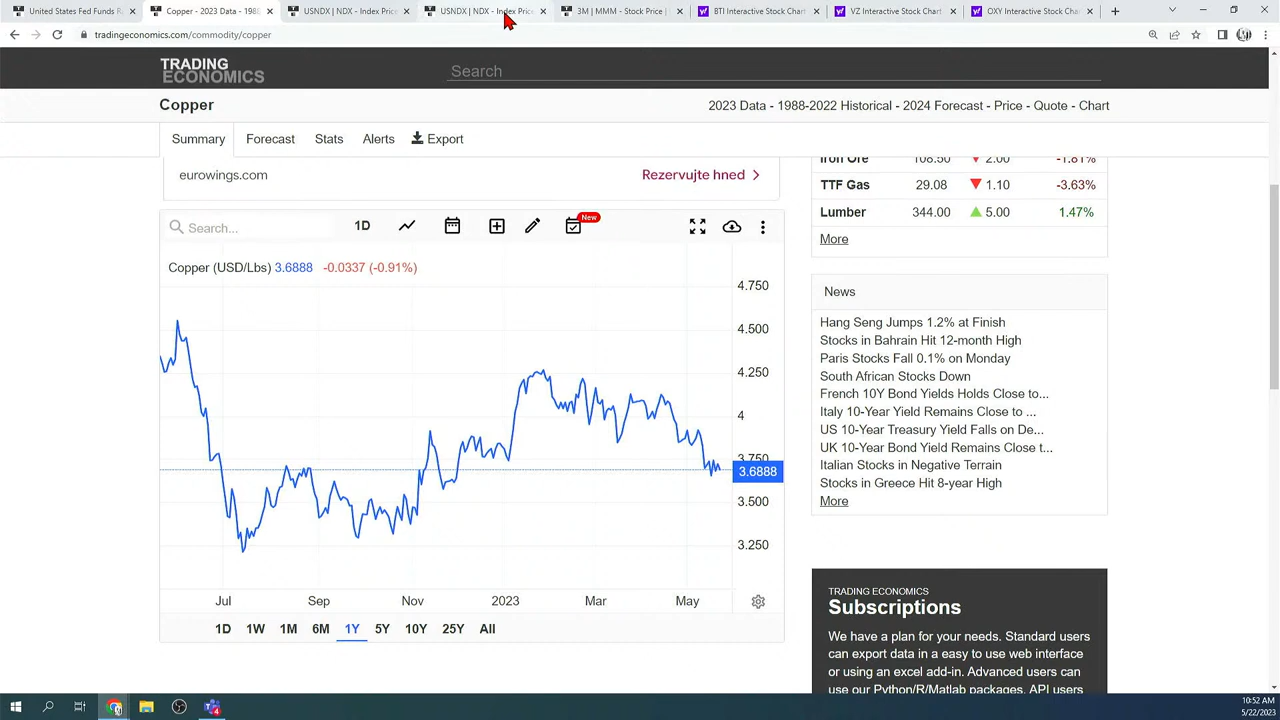 United States Fed Funds R
Copper - 2023 Data - 198
USNDX | NDX - Index Price
USNDX | NDX - Index Pric
3M | MMM - Stock Price |
BTI Interactive Stock Chart
VZ Interactive Stock Chart
OXY Interactive Stock Chart
tradingeconomics.com/commodity/copper
TRADING
ECONOMICS
Search
Copper
2023 Data - 1988-2022 Historical - 2024 Forecast - Price - Quote - Chart
Summary
Forecast
Stats
Alerts
Export
eurowings.com
Rezervujte hned
Iron Ore 108.50 2.00 -1.81%
TTF Gas 29.08 1.10 -3.63%
Lumber 344.00 5.00 1.47%
More
Search...
1D
New
Copper (USD/Lbs) 3.6888 -0.0337 (-0.91%)
4.750
4.500
4.250
4
3.750
3.6888
3.500
3.250
Jul Sep Nov 2023 Mar May
1D 1W 1M 6M 1Y 5Y 10Y 25Y All
News
Hang Seng Jumps 1.2% at Finish
Stocks in Bahrain Hit 12-month High
Paris Stocks Fall 0.1% on Monday
South African Stocks Down
French 10Y Bond Yields Holds Close to...
Italy 10-Year Yield Remains Close to ...
US 10-Year Treasury Yield Falls on De...
UK 10-Year Bond Yield Remains Close t...
Italian Stocks in Negative Territory
Stocks in Greece Hit 8-year High
More
TRADING ECONOMICS
Subscriptions
We have a plan for your needs. Standard users
can export data in a easy to use web interface
or using an excel add-in. Advanced users can
use our Python/R/Matlab packages. API users
10:52 AM
5/22/2023